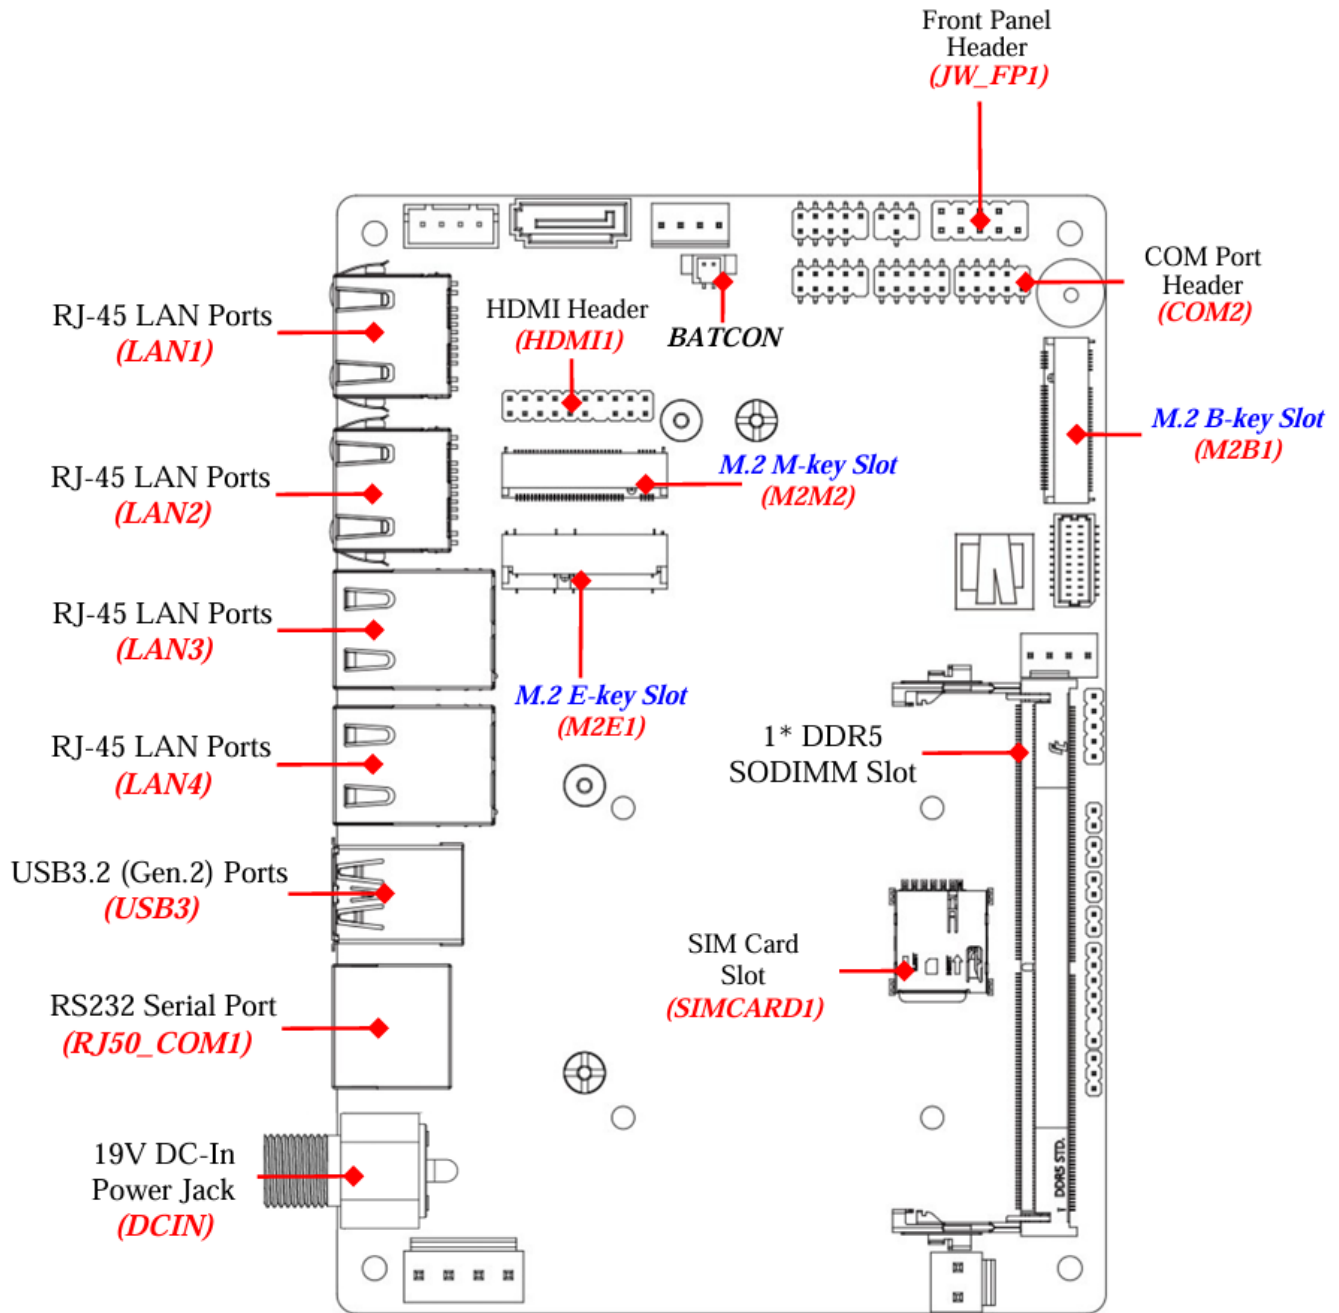 Front Panel
Header
(JW_FP1)
COM Port
Header
(COM2)
RJ-45 LAN Ports
(LAN1)
HDMI Header
(HDMI1)
BATCON
M.2 B-key Slot
(M2B1)
RJ-45 LAN Ports
(LAN2)
M.2 M-key Slot
(M2M2)
RJ-45 LAN Ports
(LAN3)
M.2 E-key Slot
(M2E1)
RJ-45 LAN Ports
(LAN4)
1* DDR5
SODIMM Slot
USB3.2 (Gen.2) Ports
(USB3)
SIM Card
Slot
(SIMCARD1)
RS232 Serial Port
(RJ50_COM1)
19V DC-In
Power Jack
(DCIN)
DDR5 STD.